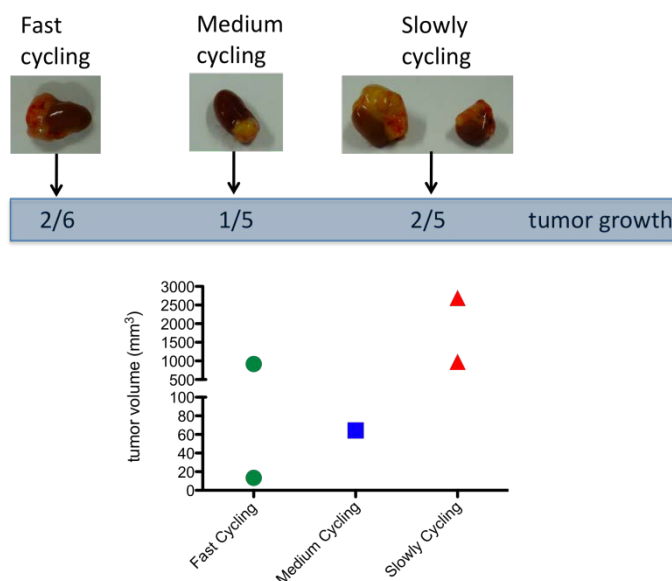 Fast cycling
Medium cycling
Slowly cycling
2/6 1/5 2/5 tumor growth
tumor volume (mm³)
3000
2500
2000
1500
1000
500
100
80
60
40
20
0
Fast Cycling
Medium Cycling
Slowly Cycling